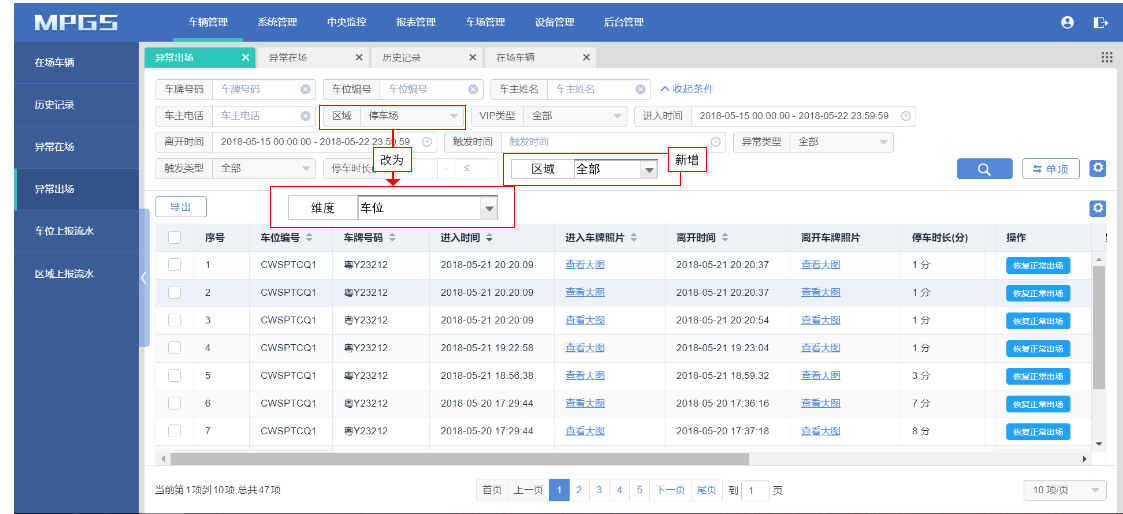 MPGS 车辆管理 系统管理 中央监控 报表管理 车场管理 设备管理 后台管理
在场车辆
历史记录
异常在场
异常出场
车位上报流水
区域上报流水
异常出场 × 异常在场 × 历史记录 × 在场车辆 ×
车牌号码 车牌号码 车位编号 车位编号 车主姓名 车主姓名 收起条件
车主电话 车主电话 区域 停车场 VIP类型 全部 进入时间 2018-05-15 00:00:00 - 2018-05-22 23:59:59
离开时间 2018-05-15 00:00:00 - 2018-05-22 23:59:59 触发时间 触发时间 异常类型 全部
改为 新增
触发类型 全部 停车时长 - ≤ 区域 全部 单项
导出 维度 车位
序号 车位编号 车牌号码 进入时间 进入车牌照片 离开时间 离开车牌照片 停车时长(分) 操作
1 CWSPTCQ1 粤Y23212 2018-05-21 20:20:09 查看大图 2018-05-21 20:20:37 查看大图 1 分 恢复正常出场
2 CWSPTCQ1 粤Y23212 2018-05-21 20:20:09 查看大图 2018-05-21 20:20:37 查看大图 1 分 恢复正常出场
3 CWSPTCQ1 粤Y23212 2018-05-21 20:20:09 查看大图 2018-05-21 20:20:54 查看大图 1 分 恢复正常出场
4 CWSPTCQ1 粤Y23212 2018-05-21 19:22:58 查看大图 2018-05-21 19:23:04 查看大图 1 分 恢复正常出场
5 CWSPTCQ1 粤Y23212 2018-05-21 18:56:38 查看大图 2018-05-21 18:59:32 查看大图 3 分 恢复正常出场
6 CWSPTCQ1 粤Y23212 2018-05-20 17:29:44 查看大图 2018-05-20 17:36:16 查看大图 7 分 恢复正常出场
7 CWSPTCQ1 粤Y23212 2018-05-20 17:29:44 查看大图 2018-05-20 17:37:18 查看大图 8 分 恢复正常出场
当前第1项到10项,总共47项 首页 上一页 1 2 3 4 5 下一页 尾页 到 1 页 10 项/页